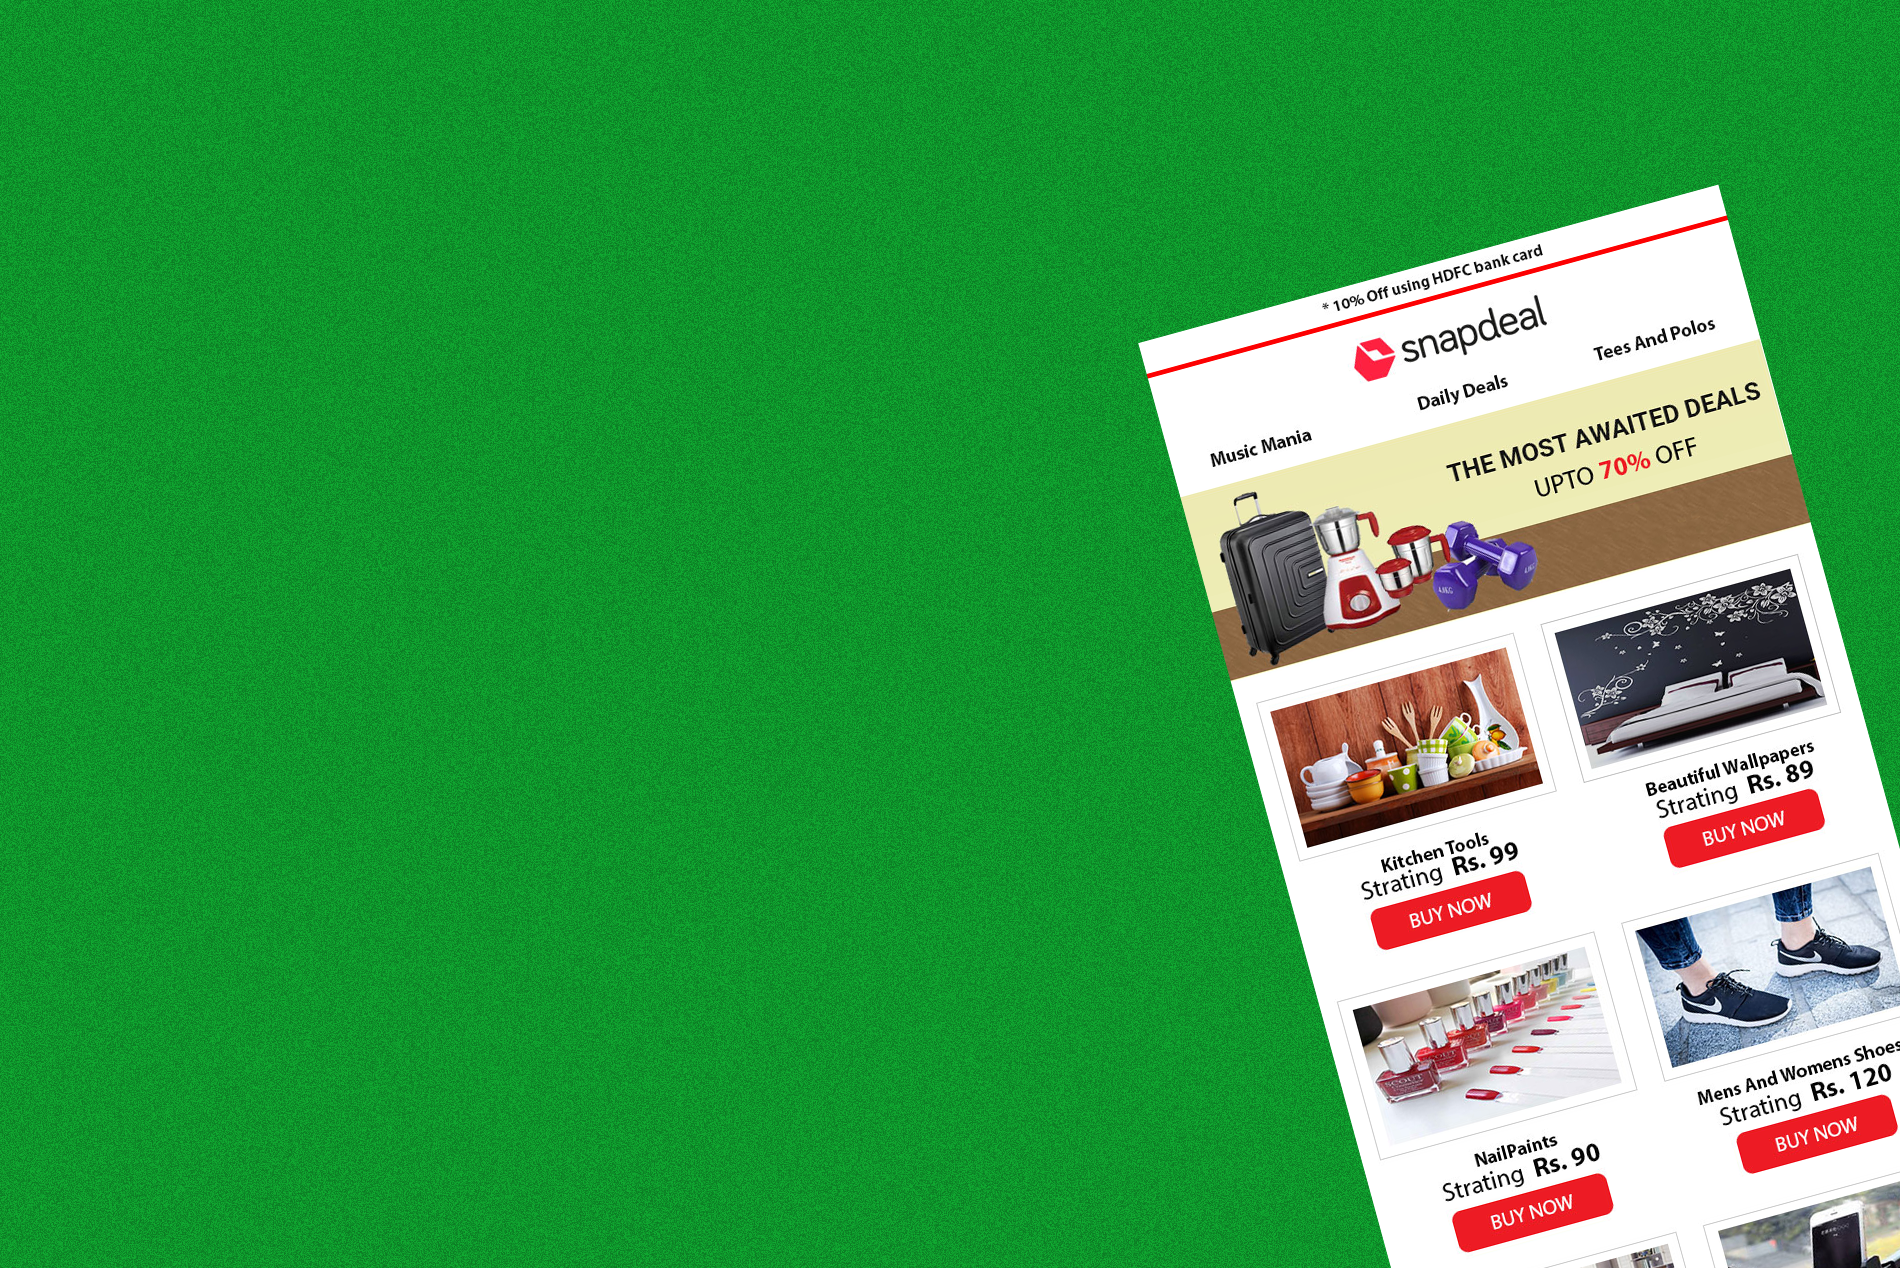 * 10% Off using HDFC bank card
snapdeal
Music Mania
Daily Deals
Tees And Polos
THE MOST AWAITED DEALS
UPTO 70% OFF
Kitchen Tools
Strating Rs. 99
BUY NOW
Beautiful Wallpapers
Strating Rs. 89
BUY NOW
NailPaints
Strating Rs. 90
BUY NOW
Mens And Womens Shoes
Strating Rs. 120
BUY NOW